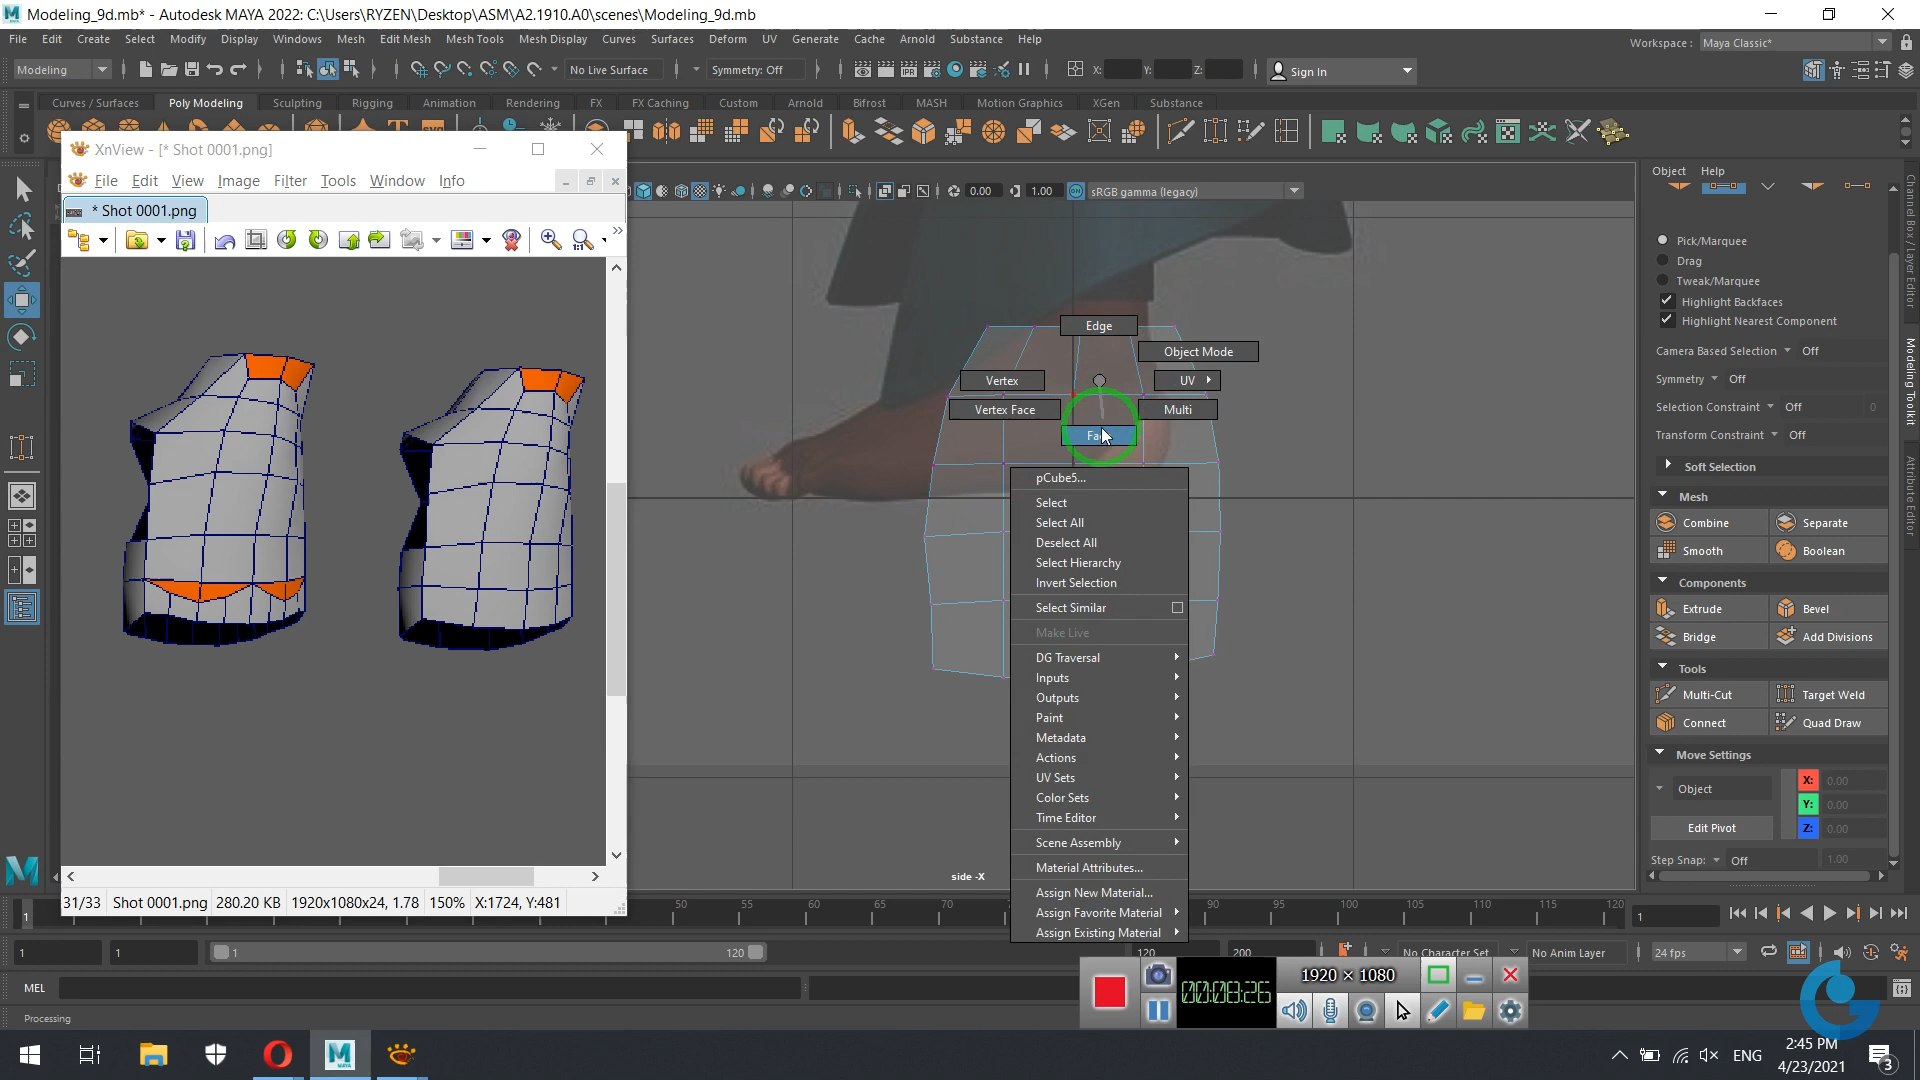 Modeling_9d.mb* - Autodesk MAYA 2022: C:\Users\RYZEN\Desktop\ASM\A2.1910.A0\scenes\Modeling_9d.mb
File Edit Create Select Modify Display Windows Mesh Edit Mesh Mesh Tools Mesh Display Curves Surfaces Deform UV Generate Cache Arnold Substance Help
Workspace : Maya Classic*
Modeling No Live Surface Symmetry: Off X: Y: Z: Sign In
Curves / Surfaces Poly Modeling Sculpting Rigging Animation Rendering FX FX Caching Custom Arnold Bifrost MASH Motion Graphics XGen Substance
XnView - [* Shot 0001.png]
File Edit View Image Filter Tools Window Info
* Shot 0001.png
0.00 1.00 sRGB gamma (legacy)
Object Help
Pick/Marquee
Drag
Tweak/Marquee
Highlight Backfaces
Highlight Nearest Component
Camera Based Selection Off
Symmetry Off
Selection Constraint Off 0
Transform Constraint Off
Soft Selection
Mesh
Combine Separate
Smooth Boolean
Components
Extrude Bevel
Bridge Add Divisions
Tools
Multi-Cut Target Weld
Connect Quad Draw
Move Settings
Object X: 0.00
Y: 0.00
Edit Pivot Z: 0.00
Step Snap: Off 1.00
Channel Box / Layer Editor
Modeling Toolkit
Attribute Editor
Edge
Object Mode
Vertex UV
Vertex Face Multi
pCube5...
Select
Select All
Deselect All
Select Hierarchy
Invert Selection
Select Similar
Make Live
DG Traversal
Inputs
Outputs
Paint
Metadata
Actions
UV Sets
Color Sets
Time Editor
Scene Assembly
Material Attributes...
Assign New Material...
Assign Favorite Material
Assign Existing Material
side -X
31/33 Shot 0001.png 280.20 KB 1920x1080x24, 1.78 150% X:1724, Y:481
1 50 55 60 65 70 90 95 100 105 110 115 120 1
1 1 1 120 120 200 No Character Set No Anim Layer 24 fps
MEL
Processing
00:08:26
1920 × 1080
ENG
2:45 PM
4/23/2021
3